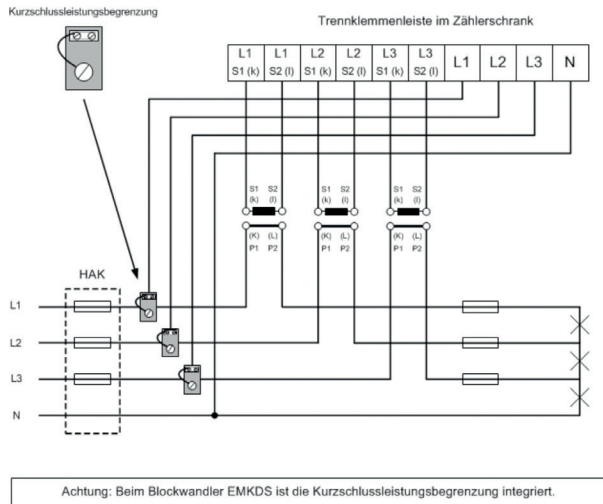 Kurzschlussleistungsbegrenzung
Trennklemmenleiste im Zählerschrank
L1 L1 L2 L2 L3 L3 L1 L2 L3 N
S1 (k) S2 (l) S1 (k) S2 (l) S1 (k) S2 (l)
S1 S2 S1 S2 S1 S2
(k) (l) (k) (l) (k) (l)
(K) (L) (K) (L) (K) (L)
P1 P2 P1 P2 P1 P2
HAK
L1
L2
L3
N
Achtung: Beim Blockwandler EMKDS ist die Kurzschlussleistungsbegrenzung integriert.